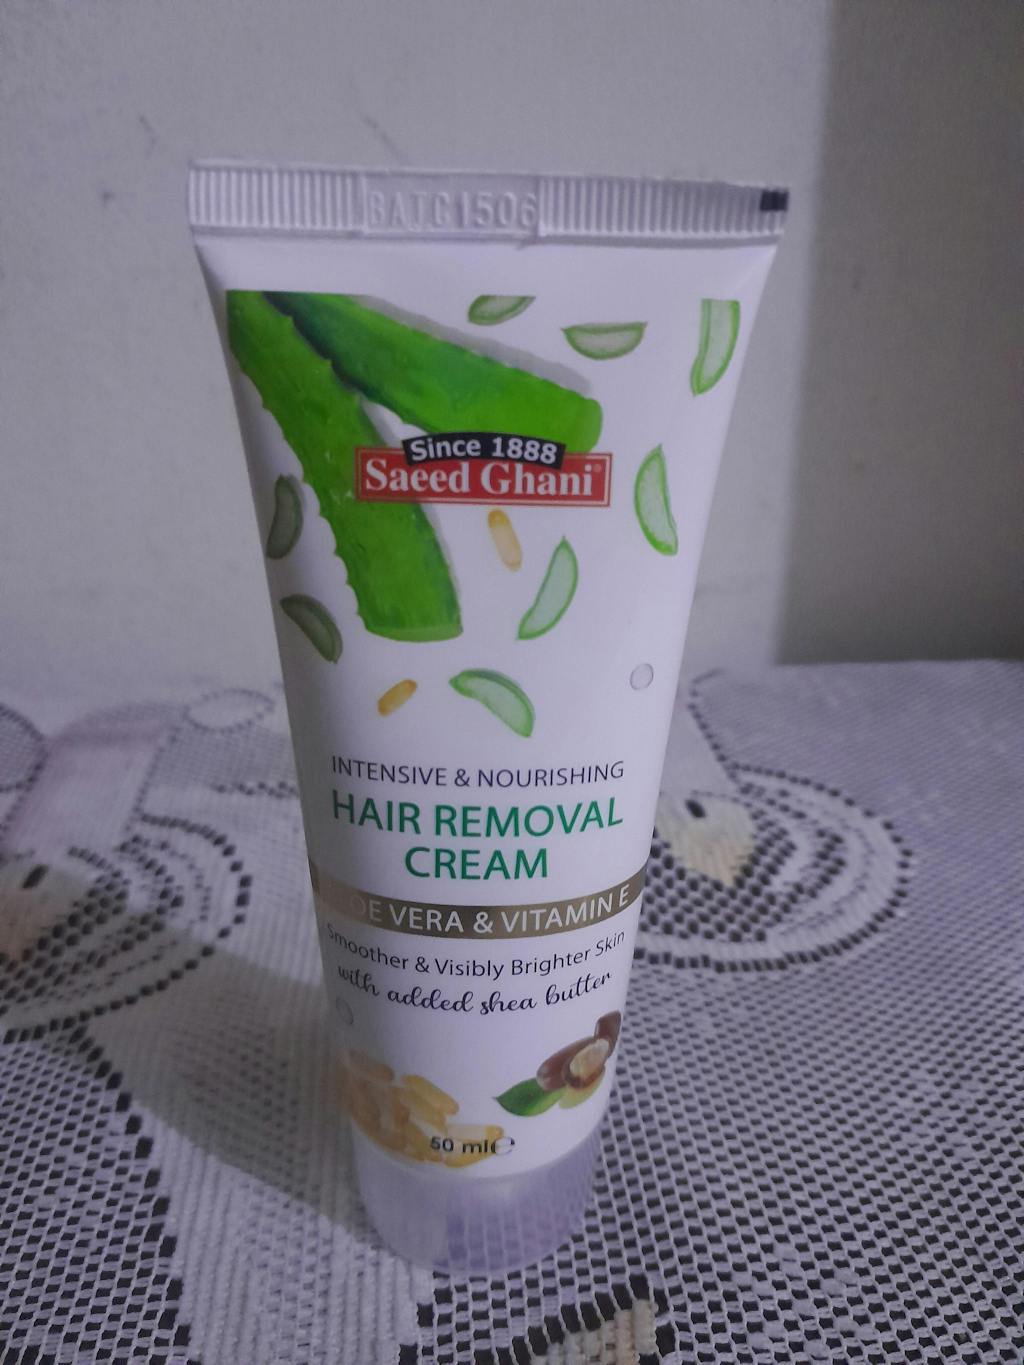 BATC1506
Since 1888
Saeed Ghani®
INTENSIVE & NOURISHING
HAIR REMOVAL
CREAM
OE VERA & VITAMIN E
Smoother & Visibly Brighter Skin
with added shea butter
50 ml℮